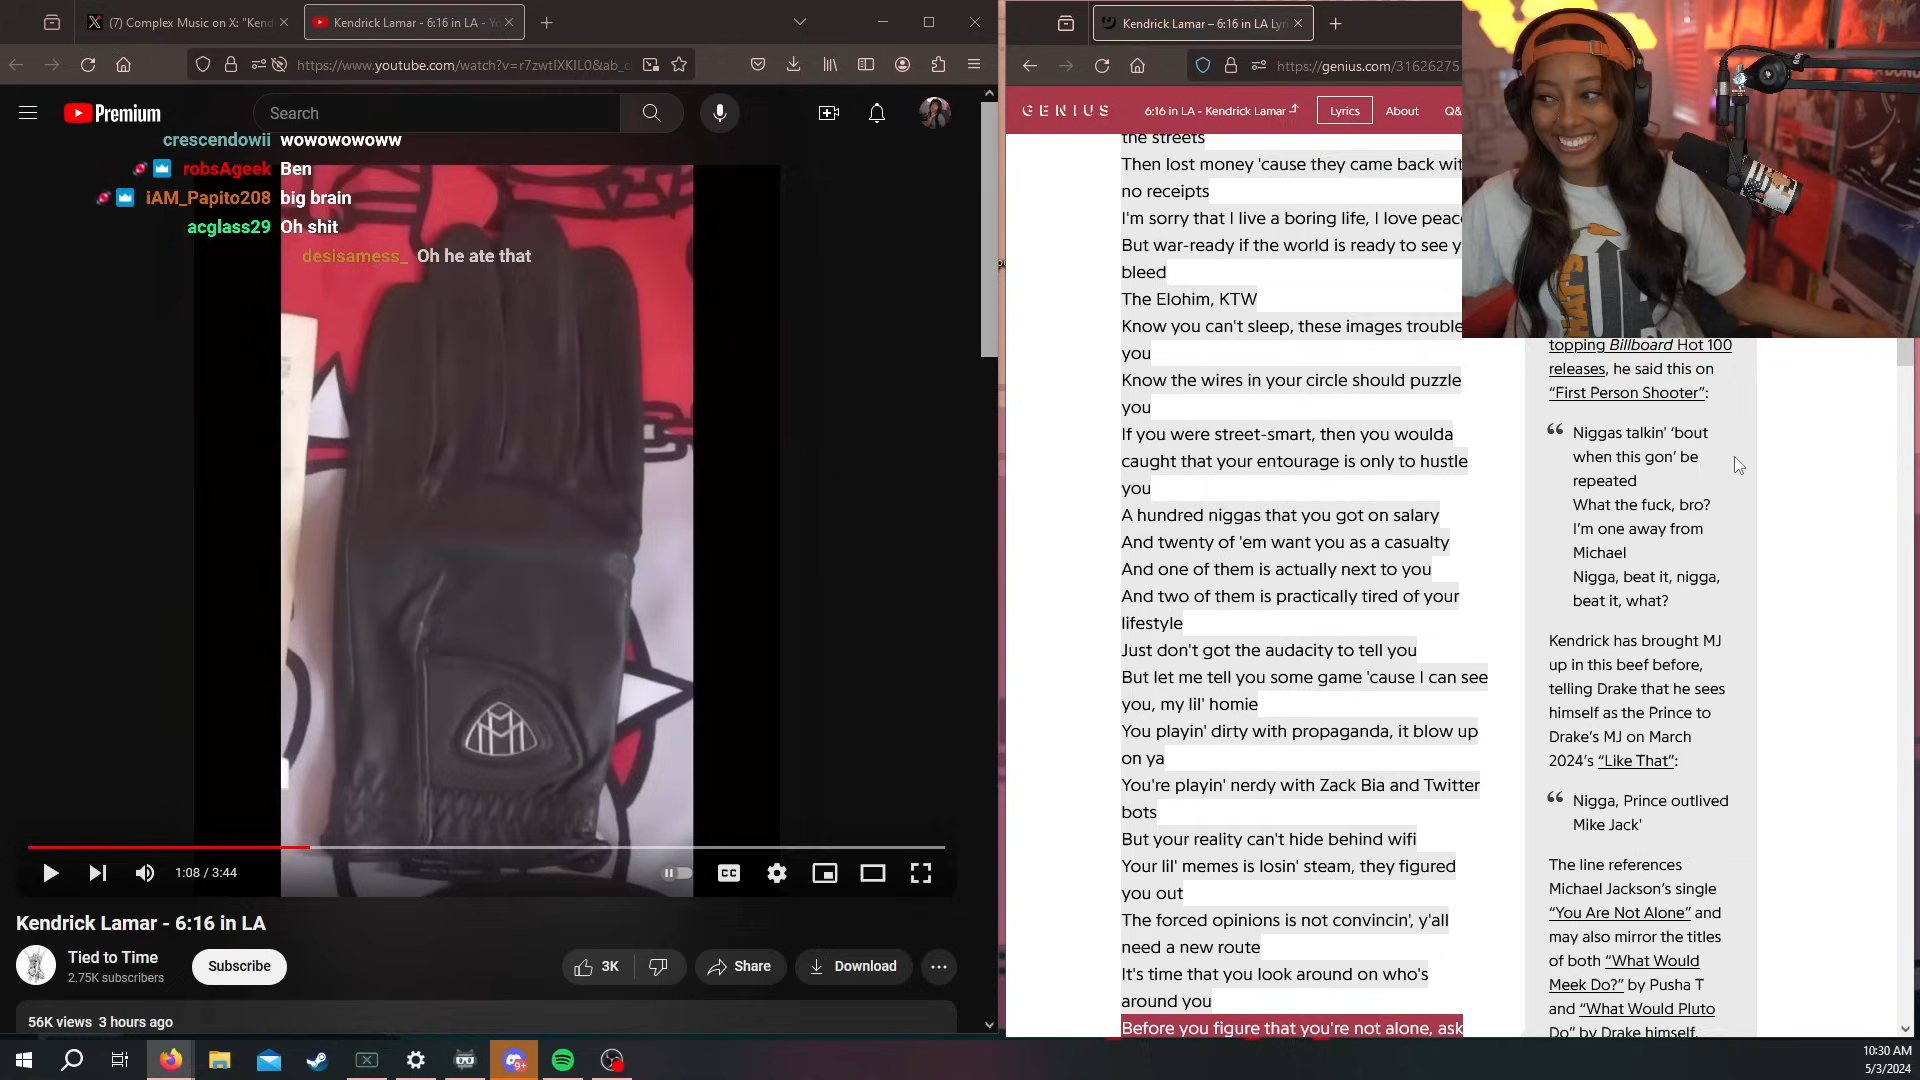 (7) Complex Music on X: "Kend
Kendrick Lamar - 6:16 in LA - Yo
https://www.youtube.com/watch?v=r7zwtIXKIL0&ab_c
Premium
Search
crescendowii wowowowoww
robsAgeek Ben
iAM_Papito208 big brain
acglass29 Oh shit
desisamess_ Oh he ate that
1:08 / 3:44
CC
Kendrick Lamar - 6:16 in LA
Tied to Time
2.75K subscribers
Subscribe
3K
Share
Download
56K views 3 hours ago
Kendrick Lamar – 6:16 in LA Lyri
https://genius.com/31626275
GENIUS
6:16 in LA - Kendrick Lamar
Lyrics
About
Q&
the streets
Then lost money 'cause they came back wit
no receipts
I'm sorry that I live a boring life, I love peac
But war-ready if the world is ready to see y
bleed
The Elohim, KTW
Know you can't sleep, these images trouble
you
Know the wires in your circle should puzzle
you
If you were street-smart, then you woulda
caught that your entourage is only to hustle
you
A hundred niggas that you got on salary
And twenty of 'em want you as a casualty
And one of them is actually next to you
And two of them is practically tired of your
lifestyle
Just don't got the audacity to tell you
But let me tell you some game 'cause I can see
you, my lil' homie
You playin' dirty with propaganda, it blow up
on ya
You're playin' nerdy with Zack Bia and Twitter
bots
But your reality can't hide behind wifi
Your lil' memes is losin' steam, they figured
you out
The forced opinions is not convincin', y'all
need a new route
It's time that you look around on who's
around you
Before you figure that you're not alone, ask
topping Billboard Hot 100
releases, he said this on
“First Person Shooter”:
“ Niggas talkin' ‘bout
when this gon’ be
repeated
What the fuck, bro?
I’m one away from
Michael
Nigga, beat it, nigga,
beat it, what?
Kendrick has brought MJ
up in this beef before,
telling Drake that he sees
himself as the Prince to
Drake’s MJ on March
2024’s “Like That”:
“ Nigga, Prince outlived
Mike Jack'
The line references
Michael Jackson’s single
“You Are Not Alone” and
may also mirror the titles
of both “What Would
Meek Do?” by Pusha T
and “What Would Pluto
Do” by Drake himself.
9+
10:30 AM
5/3/2024